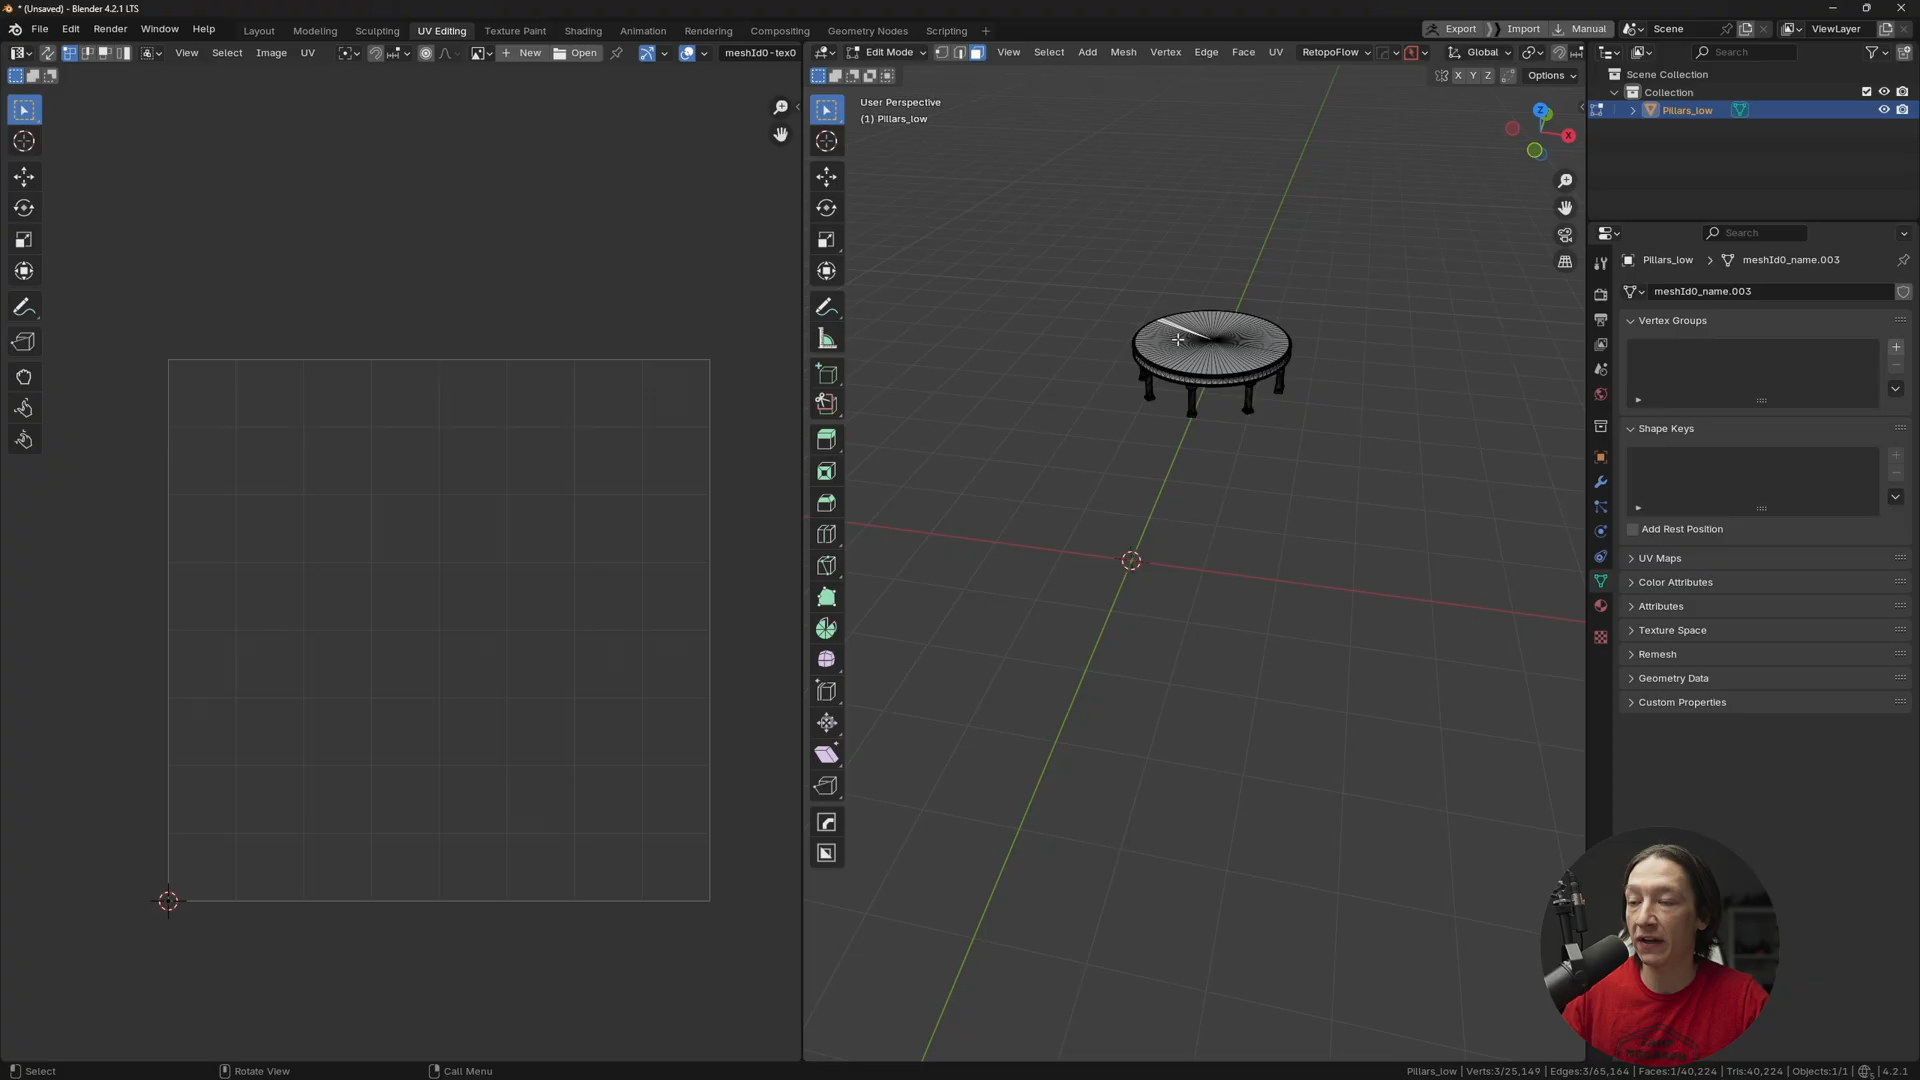 * (Unsaved) - Blender 4.2.1 LTS
File Edit Render Window Help Layout Modeling Sculpting UV Editing Texture Paint Shading Animation Rendering Compositing Geometry Nodes Scripting + Export Import Manual Scene ViewLayer
View Select Image UV New Open meshId0-tex0 Edit Mode View Select Add Mesh Vertex Edge Face UV RetopoFlow Global Search
X Y Z Options
Scene Collection
Collection
Pillars_low
User Perspective
(1) Pillars_low
Z
X
Search
Pillars_low meshId0_name.003
meshId0_name.003
Vertex Groups
Shape Keys
Add Rest Position
UV Maps
Color Attributes
Attributes
Texture Space
Remesh
Geometry Data
Custom Properties
Select Rotate View Call Menu Pillars_low | Verts:3/25,149 | Edges:3/65,164 | Faces:1/40,224 | Tris:40,224 | Objects:1/1 | 4.2.1